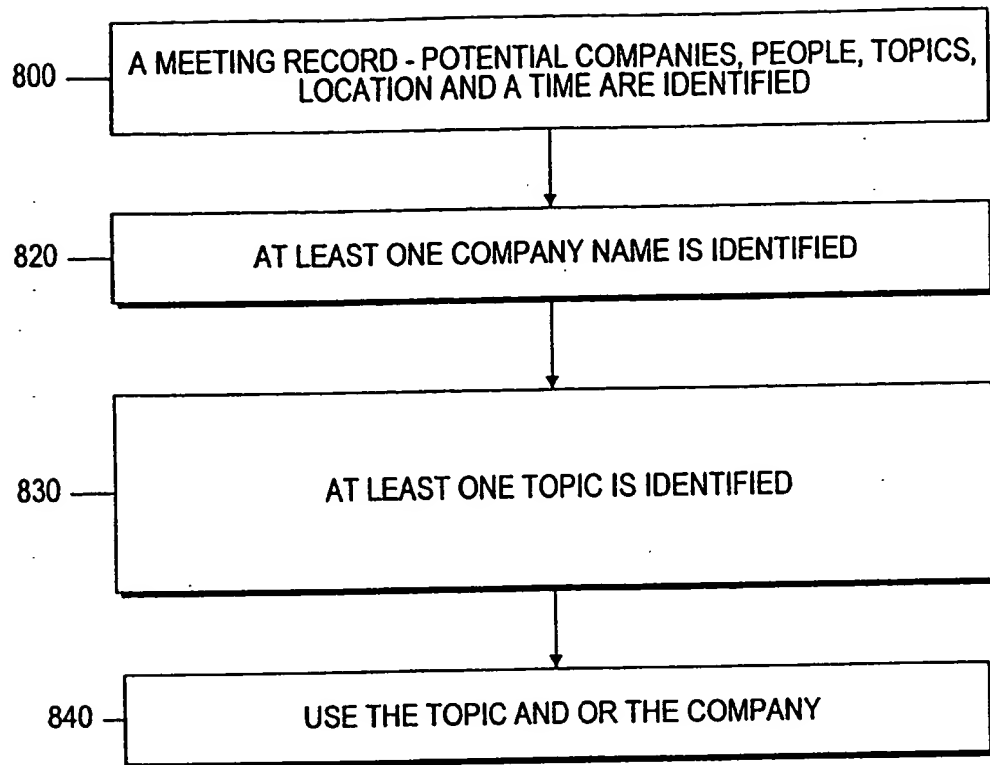 800
A MEETING RECORD - POTENTIAL COMPANIES, PEOPLE, TOPICS,
LOCATION AND A TIME ARE IDENTIFIED
820
AT LEAST ONE COMPANY NAME IS IDENTIFIED
830
AT LEAST ONE TOPIC IS IDENTIFIED
840
USE THE TOPIC AND OR THE COMPANY